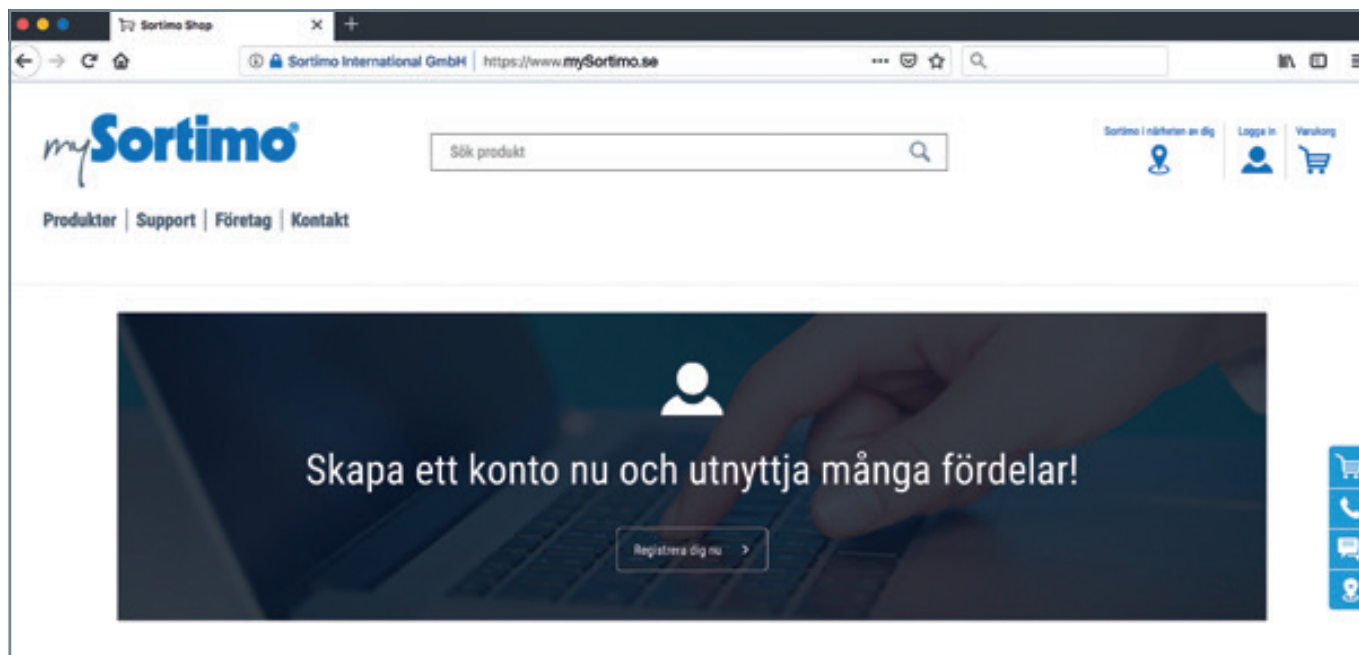 Sortimo Shop
Sortimo International GmbH https://www.mySortimo.se
mySortimo
Sök produkt
Sortimo i närheten av dig
Logga in
Varukorg
Produkter | Support | Företag | Kontakt
Skapa ett konto nu och utnyttja många fördelar!
Registrera dig nu